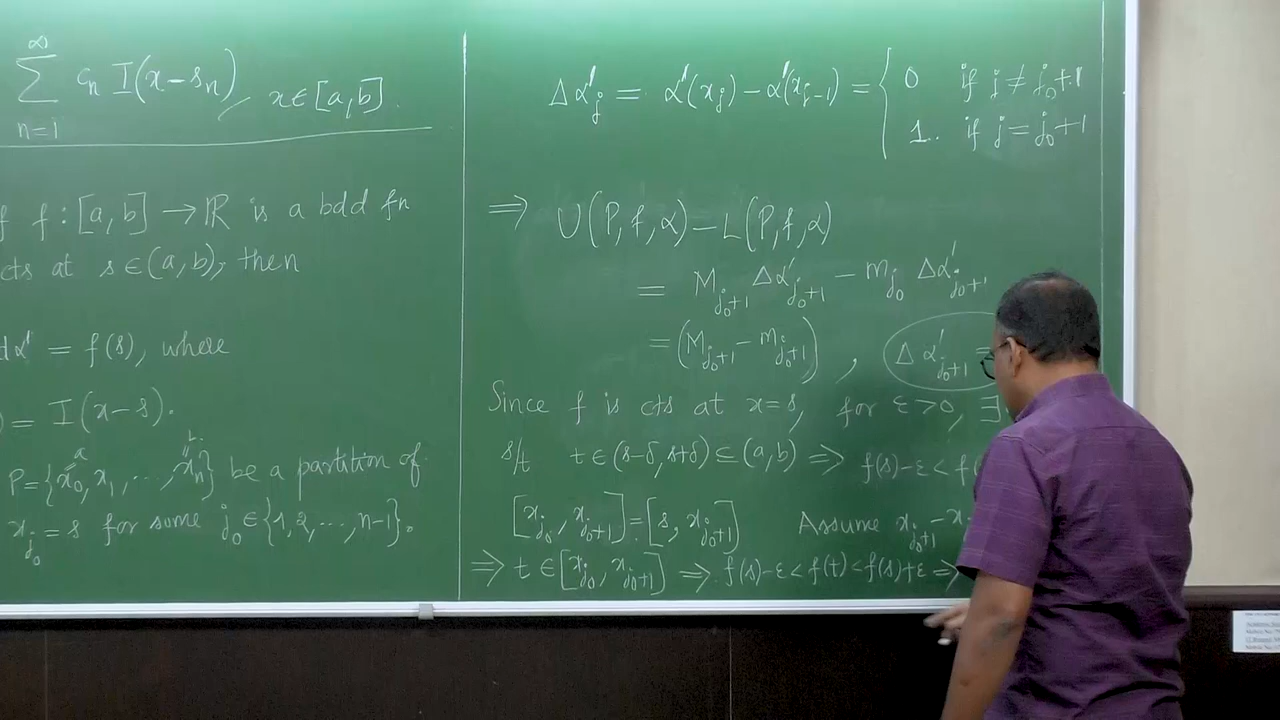 ∑_{n=1}^{∞} c_n I(x-s_n), x∈[a,b].
f f:[a,b] → ℝ is a bdd fn
cts at s∈(a,b), then
dα' = f(s), where
) = I(x-s).
a b
P={x_0, x_1, ..., x_n} be a partition of
x_{j_0} = s for some j_0 ∈ {1,2,...,n-1}.
Δα'_j = α'(x_j) - α'(x_{j-1}) = { 0 if j ≠ j_0+1
1. if j = j_0+1
⇒ U(P,f,α) - L(P,f,α)
= M_{j_0+1} Δα'_{j_0+1} - m_{j_0} Δα'_{j_0+1}
= (M_{j_0+1} - m_{j_0+1}) , Δα'_{j_0+1} =
Since f is cts at x=s, for ε>0, ∃
s/t t∈(s-δ, s+δ) ⊆ (a,b) ⇒ f(s)-ε < f
[x_{j_0}, x_{j_0+1}] = [s, x_{j_0+1}] Assume x_{j_0+1} - x
⇒ t ∈ [x_{j_0}, x_{j_0+1}] ⇒ f(s)-ε < f(t) < f(s)+ε ⇒